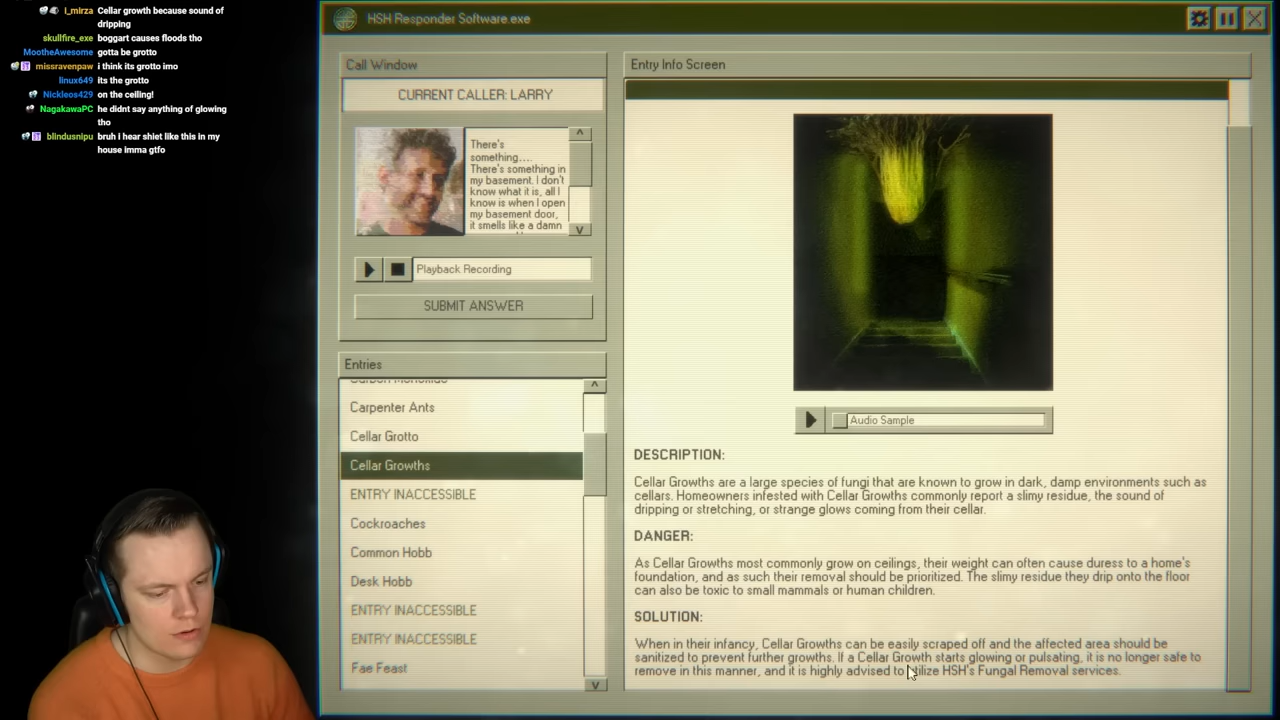 i_mirza Cellar growth because sound of
dripping
skullfire_exe boggart causes floods tho
MootheAwesome gotta be grotto
missravenpaw i think its grotto imo
linux649 its the grotto
Nickleos429 on the ceiling!
NagakawaPC he didnt say anything of glowing
tho
blindusnipu bruh i hear shiet like this in my
house imma gtfo
HSH Responder Software.exe
Call Window
CURRENT CALLER: LARRY
There's
something....
There's something in
my basement. I don't
know what it is, all I
know is when I open
my basement door,
it smells like a damn
Playback Recording
SUBMIT ANSWER
Entries
Carbon Monoxide
Carpenter Ants
Cellar Grotto
Cellar Growths
ENTRY INACCESSIBLE
Cockroaches
Common Hobb
Desk Hobb
ENTRY INACCESSIBLE
ENTRY INACCESSIBLE
Fae Feast
Entry Info Screen
Audio Sample
DESCRIPTION:
Cellar Growths are a large species of fungi that are known to grow in dark, damp environments such as
cellars. Homeowners infested with Cellar Growths commonly report a slimy residue, the sound of
dripping or stretching, or strange glows coming from their cellar.
DANGER:
As Cellar Growths most commonly grow on ceilings, their weight can often cause duress to a home's
foundation, and as such their removal should be prioritized. The slimy residue they drip onto the floor
can also be toxic to small mammals or human children.
SOLUTION:
When in their infancy, Cellar Growths can be easily scraped off and the affected area should be
sanitized to prevent further growths. If a Cellar Growth starts glowing or pulsating, it is no longer safe to
remove in this manner, and it is highly advised to utilize HSH's Fungal Removal services.